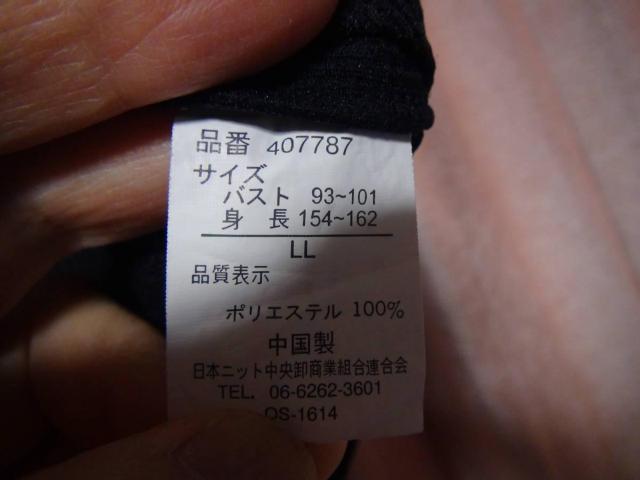 品番 407787
サイズ
バスト 93~101
身 長 154~162
LL
品質表示
ポリエステル 100%
中国製
日本ニット中央卸商業組合連合会
TEL. 06-6262-3601
QS-1614